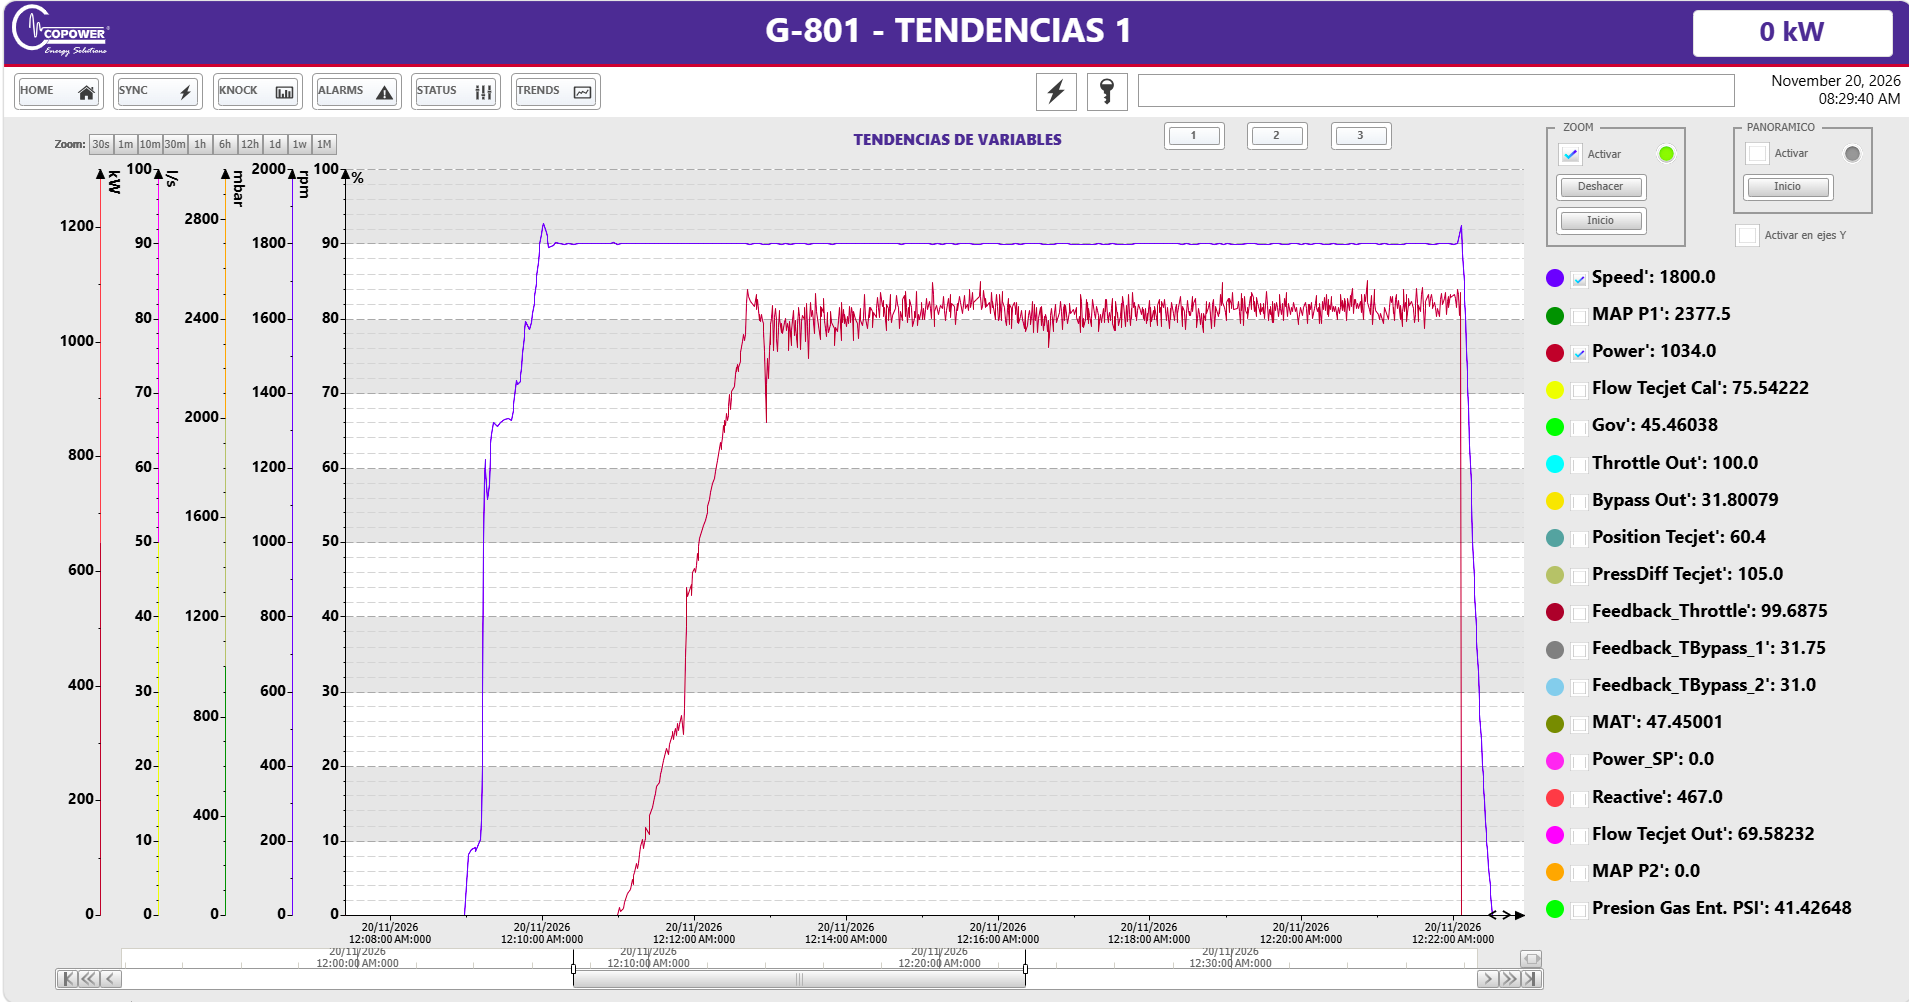 COPOWER
Energy Solutions
G-801 - TENDENCIAS 1
0 kW
HOME
SYNC
KNOCK
ALARMS
STATUS
TRENDS
November 20, 2026
08:29:40 AM
Zoom: 30s 1m 10m 30m 1h 6h 12h 1d 1w 1M
TENDENCIAS DE VARIABLES
1 2 3
ZOOM
Activar
Deshacer
Inicio
PANORAMICO
Activar
Inicio
Activar en ejes Y
kW
1200
1000
800
600
400
200
0
l/s
100
90
80
70
60
50
40
30
20
10
0
mbar
2800
2400
2000
1600
1200
800
400
0
rpm
2000
1800
1600
1400
1200
1000
800
600
400
200
0
%
100
90
80
70
60
50
40
30
20
10
0
20/11/2026 20/11/2026 20/11/2026 20/11/2026 20/11/2026 20/11/2026 20/11/2026 20/11/2026
12:08:00 AM:000 12:10:00 AM:000 12:12:00 AM:000 12:14:00 AM:000 12:16:00 AM:000 12:18:00 AM:000 12:20:00 AM:000 12:22:00 AM:000
20/11/2026 20/11/2026 20/11/2026 20/11/2026
12:00:00 AM:000 12:10:00 AM:000 12:20:00 AM:000 12:30:00 AM:000
Speed': 1800.0
MAP P1': 2377.5
Power': 1034.0
Flow Tecjet Cal': 75.54222
Gov': 45.46038
Throttle Out': 100.0
Bypass Out': 31.80079
Position Tecjet': 60.4
PressDiff Tecjet': 105.0
Feedback_Throttle': 99.6875
Feedback_TBypass_1': 31.75
Feedback_TBypass_2': 31.0
MAT': 47.45001
Power_SP': 0.0
Reactive': 467.0
Flow Tecjet Out': 69.58232
MAP P2': 0.0
Presion Gas Ent. PSI': 41.42648